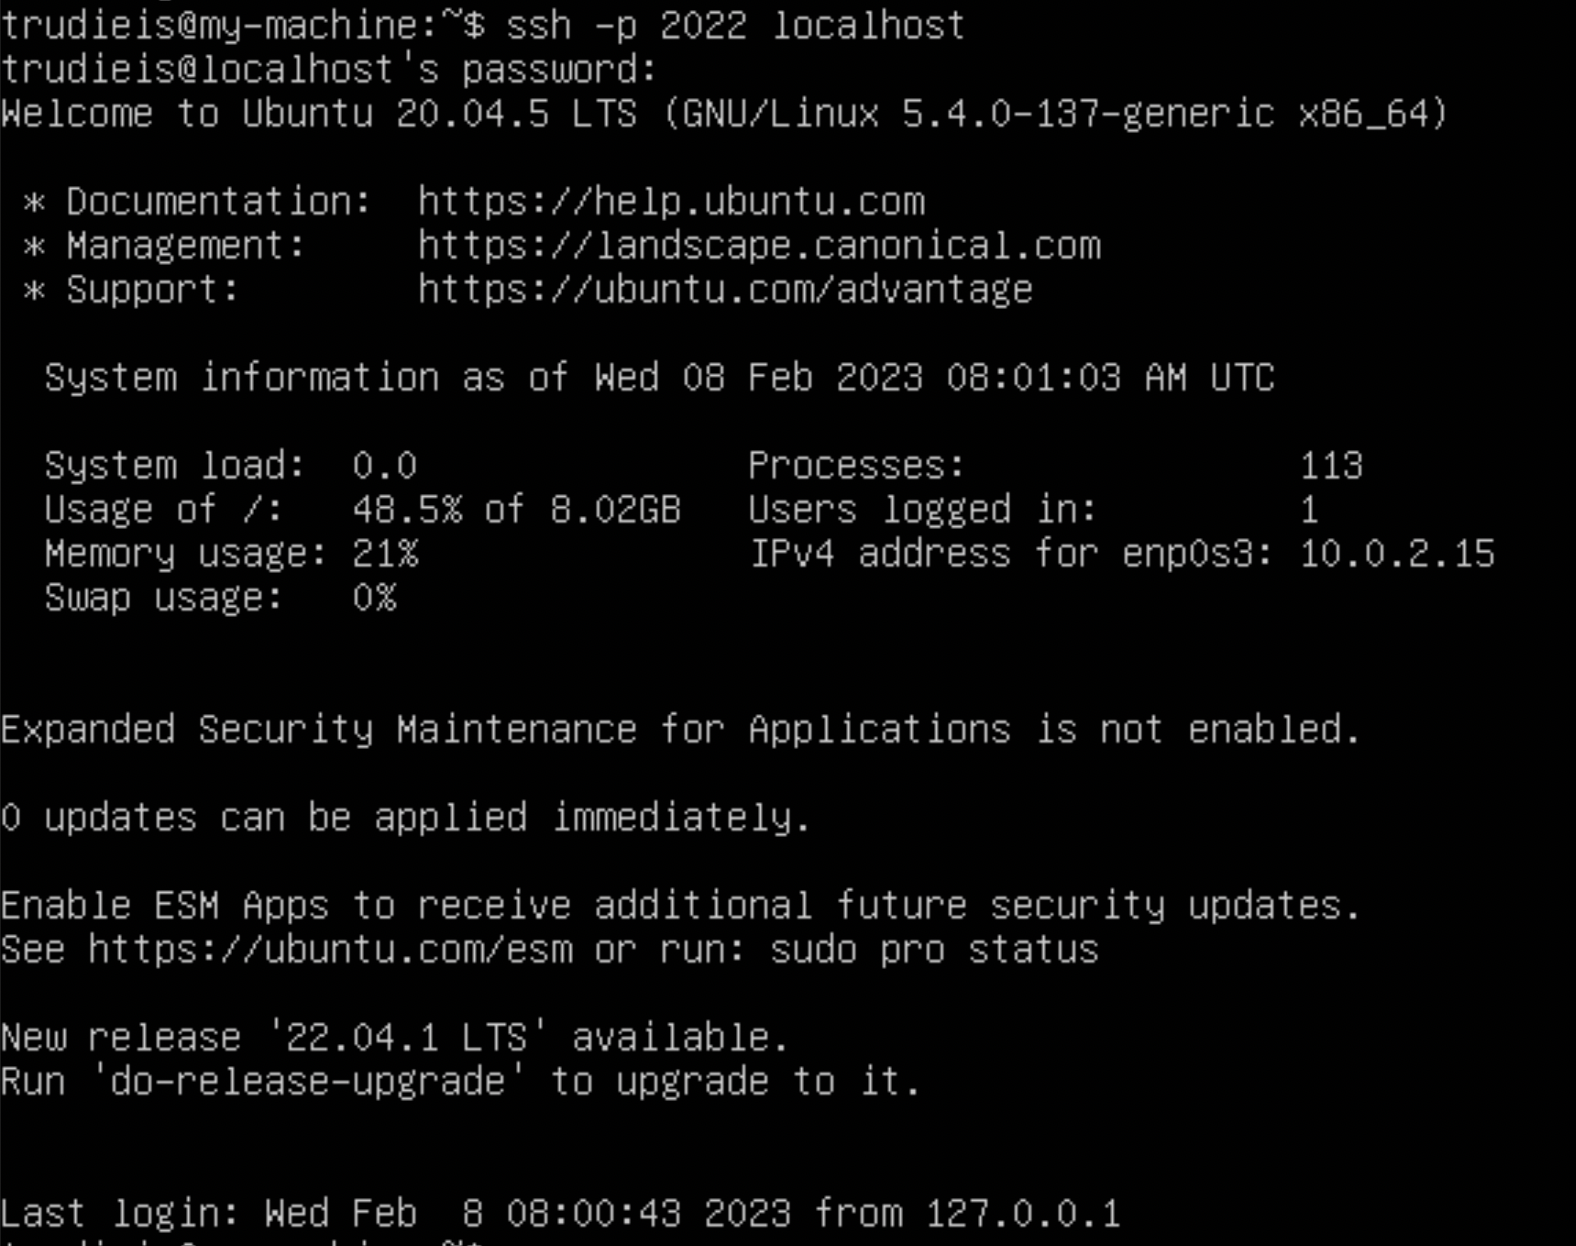 trudieis@my-machine:~$ ssh -p 2022 localhost
trudieis@localhost's password:
Welcome to Ubuntu 20.04.5 LTS (GNU/Linux 5.4.0-137-generic x86_64)

 * Documentation:  https://help.ubuntu.com
 * Management:     https://landscape.canonical.com
 * Support:        https://ubuntu.com/advantage

  System information as of Wed 08 Feb 2023 08:01:03 AM UTC

  System load:  0.0               Processes:               113
  Usage of /:   48.5% of 8.02GB   Users logged in:         1
  Memory usage: 21%               IPv4 address for enp0s3: 10.0.2.15
  Swap usage:   0%


Expanded Security Maintenance for Applications is not enabled.

0 updates can be applied immediately.

Enable ESM Apps to receive additional future security updates.
See https://ubuntu.com/esm or run: sudo pro status

New release '22.04.1 LTS' available.
Run 'do-release-upgrade' to upgrade to it.


Last login: Wed Feb  8 08:00:43 2023 from 127.0.0.1